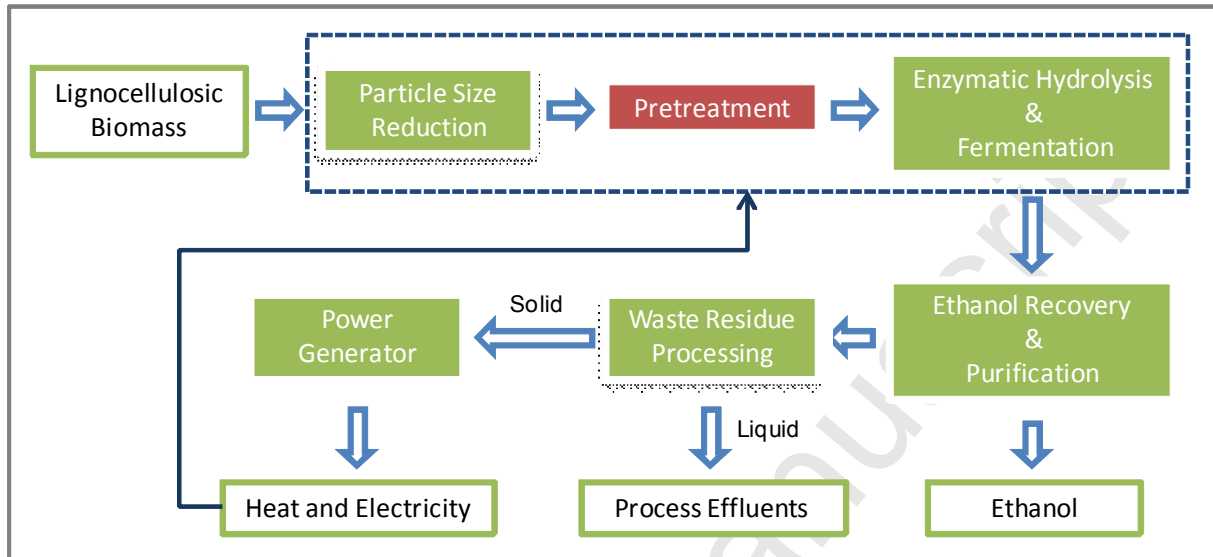 Lignocellulosic
Biomass
Particle Size
Reduction
Pretreatment
Enzymatic Hydrolysis
&
Fermentation
Power
Generator
Solid
Waste Residue
Processing
Ethanol Recovery
&
Purification
Liquid
Heat and Electricity
Process Effluents
Ethanol